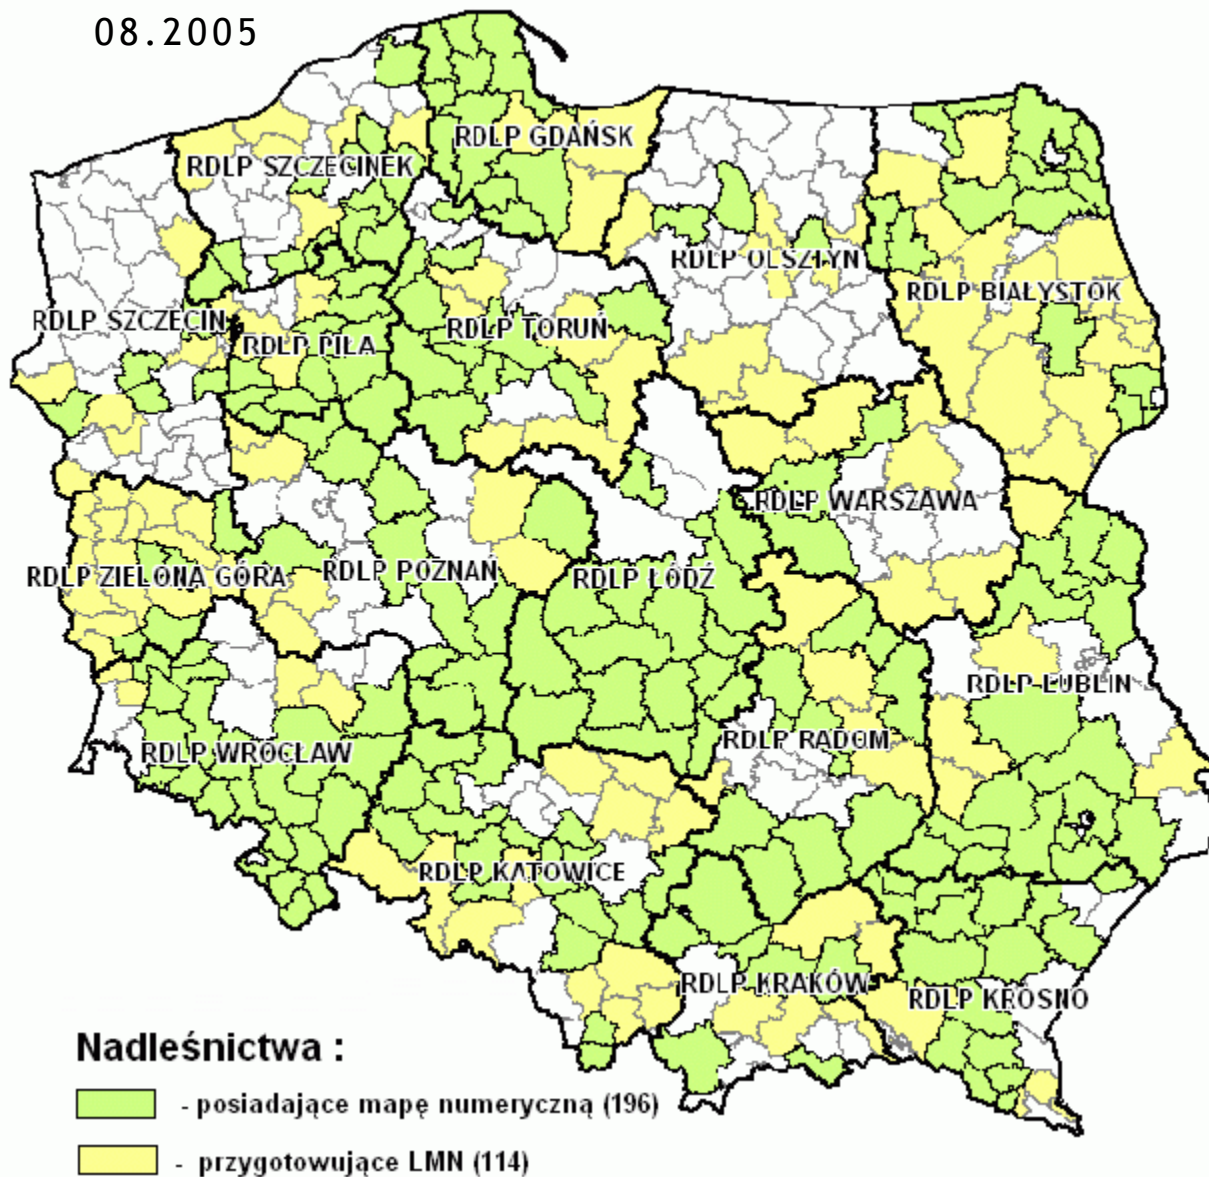 08.2005
RDLP GDAŃSK
RDLP SZCZECINEK
RDLP OLSZTYN
RDLP BIAŁYSTOK
RDLP SZCZECIN
RDLP TORUŃ
RDLP PIŁA
RDLP WARSZAWA
RDLP ZIELONA GÓRA
RDLP POZNAŃ
RDLP ŁÓDŹ
RDLP LUBLIN
RDLP WROCŁAW
RDLP RADOM
RDLP KATOWICE
RDLP KRAKÓW
RDLP KROSNO
Nadleśnictwa :
- posiadające mapę numeryczną (196)
- przygotowujące LMN (114)